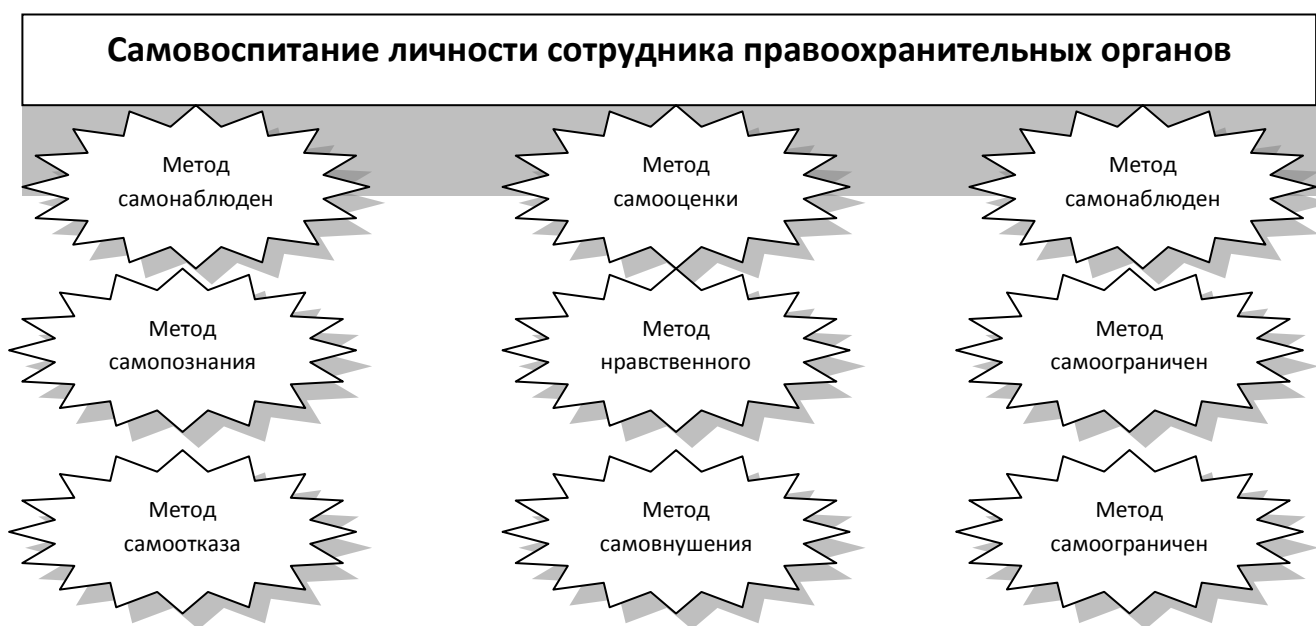 Самовоспитание личности сотрудника правоохранительных органов
Метод
самонаблюден
Метод
самооценки
Метод
самонаблюден
Метод
самопознания
Метод
нравственного
Метод
самоограничен
Метод
самоотказа
Метод
самовнушения
Метод
самоограничен